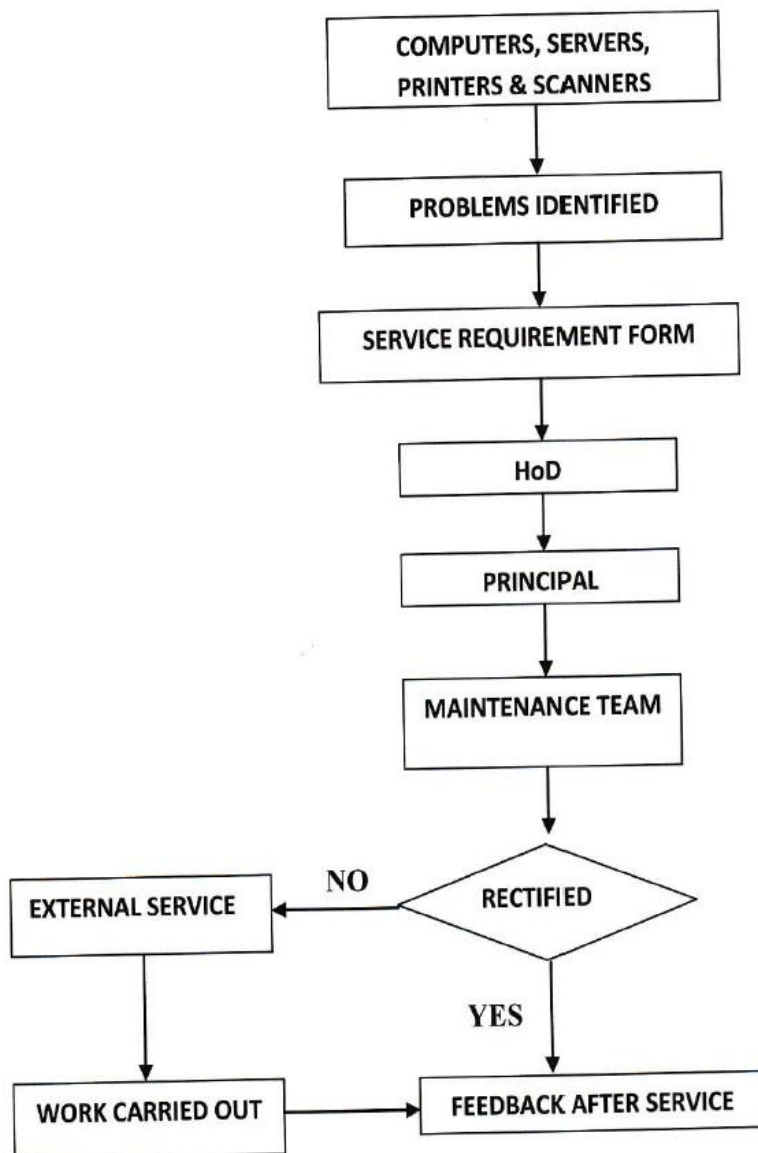 COMPUTERS, SERVERS,
PRINTERS & SCANNERS
PROBLEMS IDENTIFIED
SERVICE REQUIREMENT FORM
HoD
PRINCIPAL
MAINTENANCE TEAM
RECTIFIED
NO
EXTERNAL SERVICE
YES
WORK CARRIED OUT
FEEDBACK AFTER SERVICE